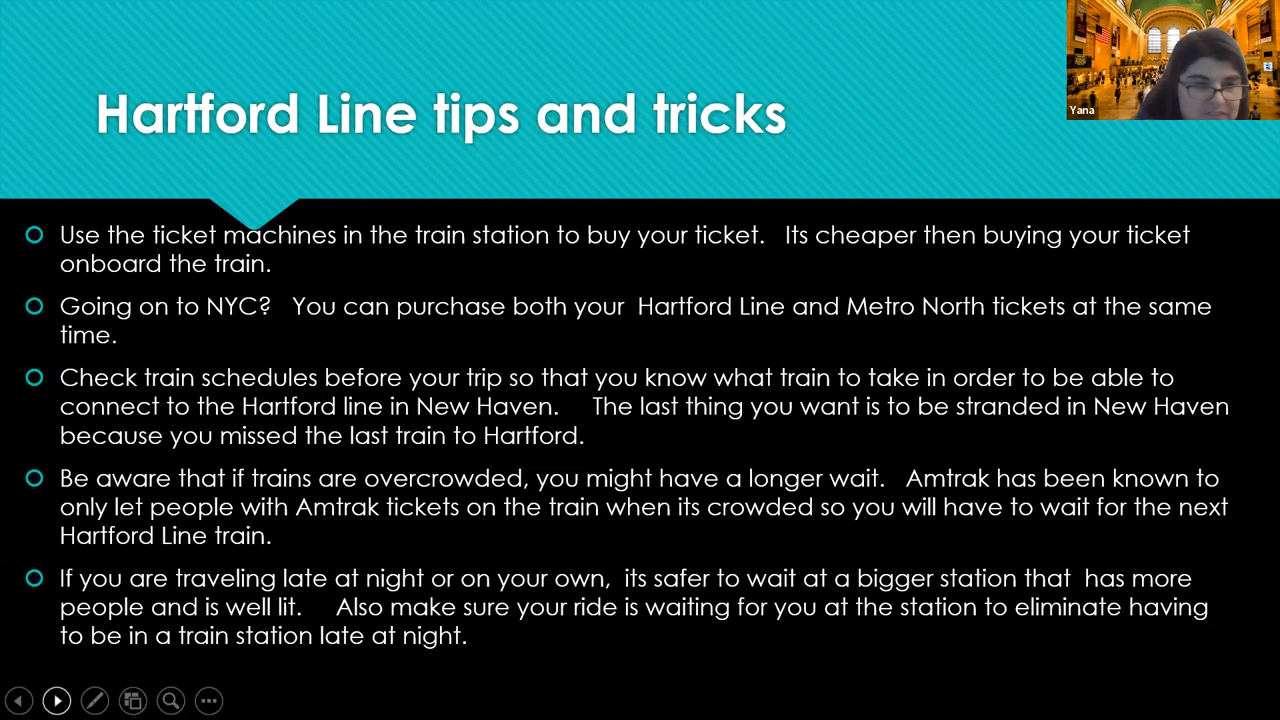 Hartford Line tips and tricks
Yana
Use the ticket machines in the train station to buy your ticket. Its cheaper then buying your ticket
onboard the train.
Going on to NYC? You can purchase both your Hartford Line and Metro North tickets at the same
time.
Check train schedules before your trip so that you know what train to take in order to be able to
connect to the Hartford line in New Haven. The last thing you want is to be stranded in New Haven
because you missed the last train to Hartford.
Be aware that if trains are overcrowded, you might have a longer wait. Amtrak has been known to
only let people with Amtrak tickets on the train when its crowded so you will have to wait for the next
Hartford Line train.
If you are traveling late at night or on your own, its safer to wait at a bigger station that has more
people and is well lit. Also make sure your ride is waiting for you at the station to eliminate having
to be in a train station late at night.